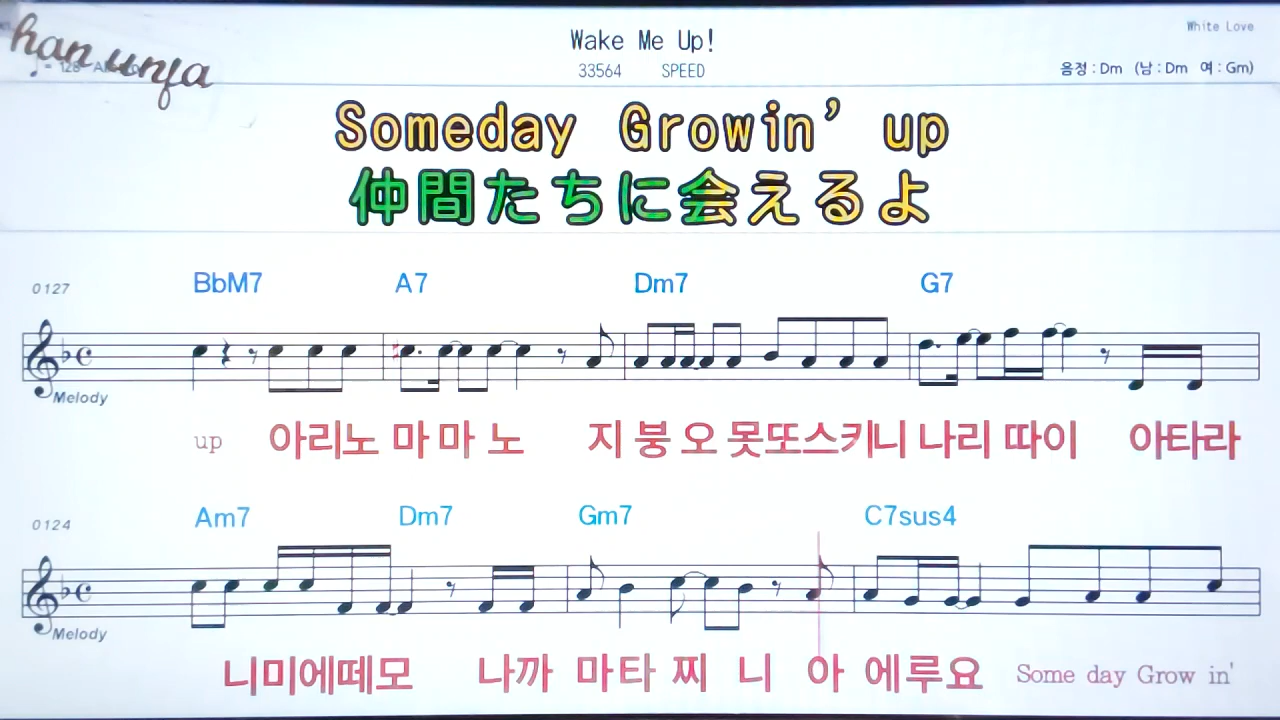 han unja
White Love
Wake Me Up!
♩= 128
33564 SPEED
음정 : Dm (남 : Dm 여 : Gm)
Someday Growin' up
仲間たちに会えるよ
BbM7 A7 Dm7 G7
0127
Melody
up 아리노 마 마 노 지 붕 오 못또스키니 나리 따이 아타라
Am7 Dm7 Gm7 C7sus4
0124
Melody
니미에떼모 나까 마타 찌 니 아 에루요 Some day Grow in'